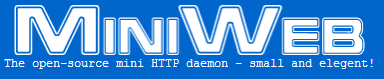 MiniWeb
The open-source mini HTTP daemon - small and elegent!